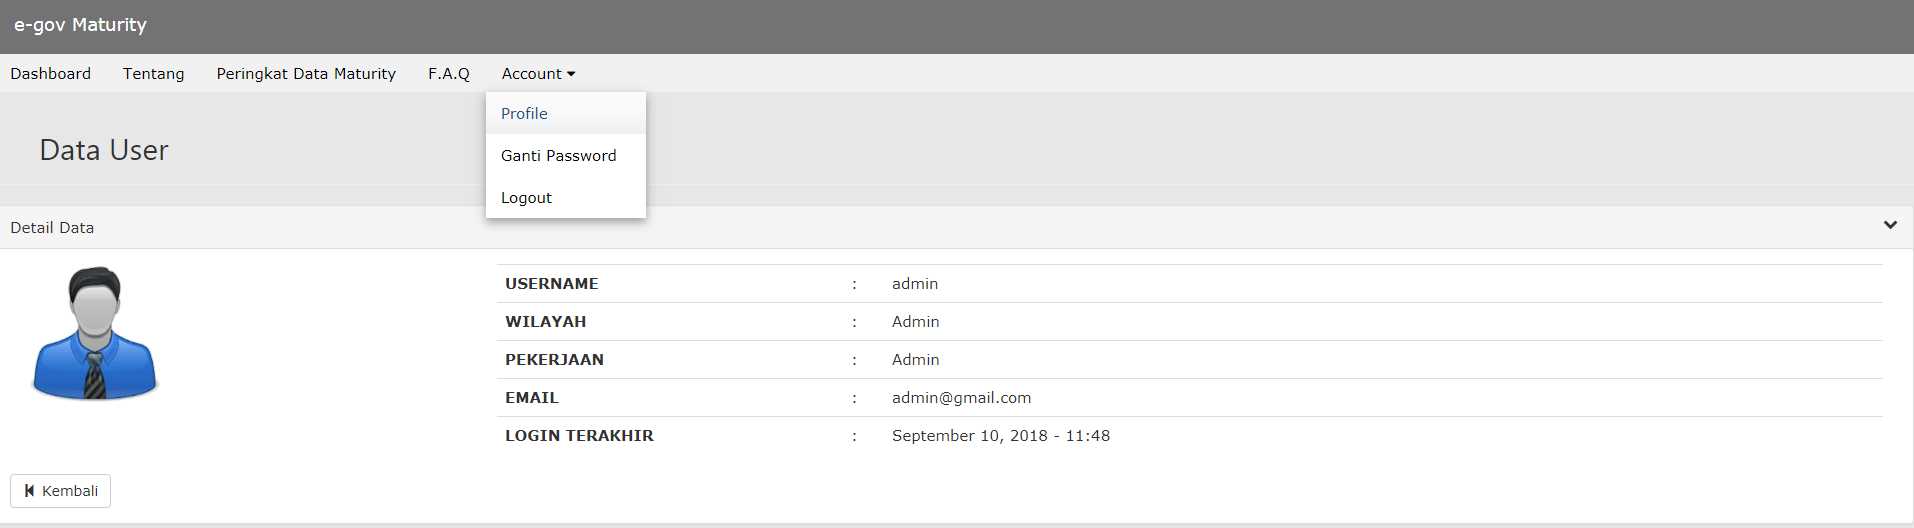 e-gov Maturity
Dashboard Tentang Peringkat Data Maturity F.A.Q Account
Profile
Ganti Password
Logout
Data User
Detail Data
USERNAME : admin
WILAYAH : Admin
PEKERJAAN : Admin
EMAIL : admin@gmail.com
LOGIN TERAKHIR : September 10, 2018 - 11:48
Kembali